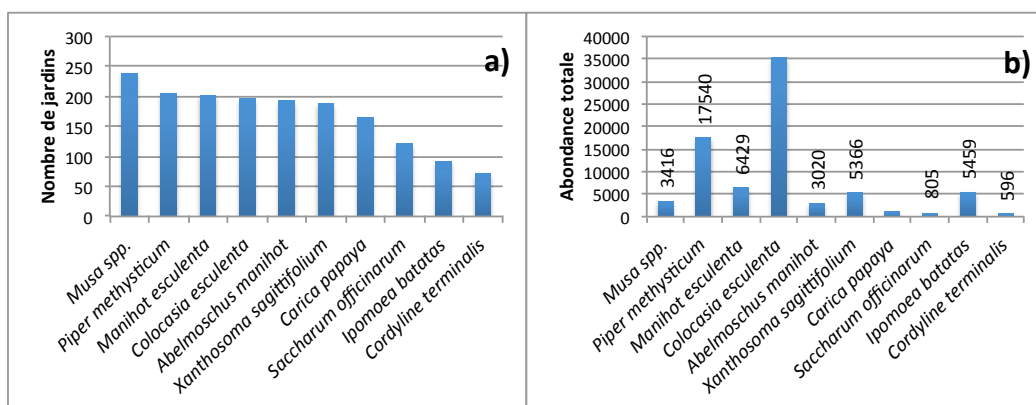 a)
Nombre de jardins
300
250
200
150
100
50
0
Musa spp.
Piper methysticum
Manihot esculenta
Colocasia esculenta
Abelmoschus manihot
Xanthosoma sagittifolium
Carica papaya
Saccharum officinarum
Ipomoea batatas
Cordyline terminalis
b)
Abondance totale
40000
35000
30000
25000
20000
15000
10000
5000
0
3416
17540
6429
3020
5366
805
5459
596
Musa spp.
Piper methysticum
Manihot esculenta
Colocasia esculenta
Abelmoschus manihot
Xanthosoma sagittifolium
Carica papaya
Saccharum officinarum
Ipomoea batatas
Cordyline terminalis